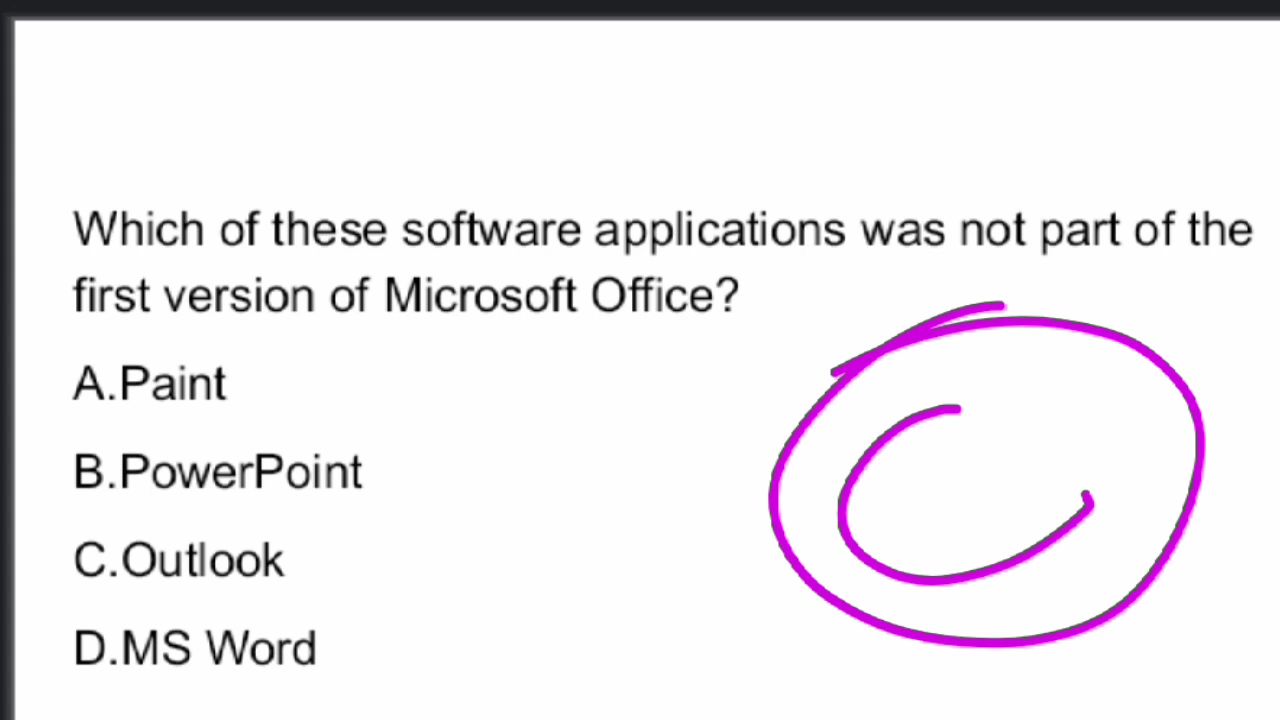 Which of these software applications was not part of the
first version of Microsoft Office?
A.Paint
B.PowerPoint
C.Outlook
D.MS Word
C